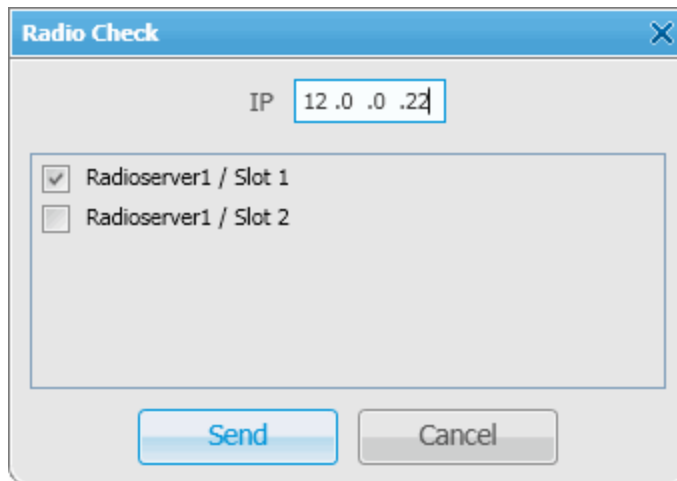 Radio Check
IP 12 .0 .0 .22
Radioserver1 / Slot 1
Radioserver1 / Slot 2
Send Cancel